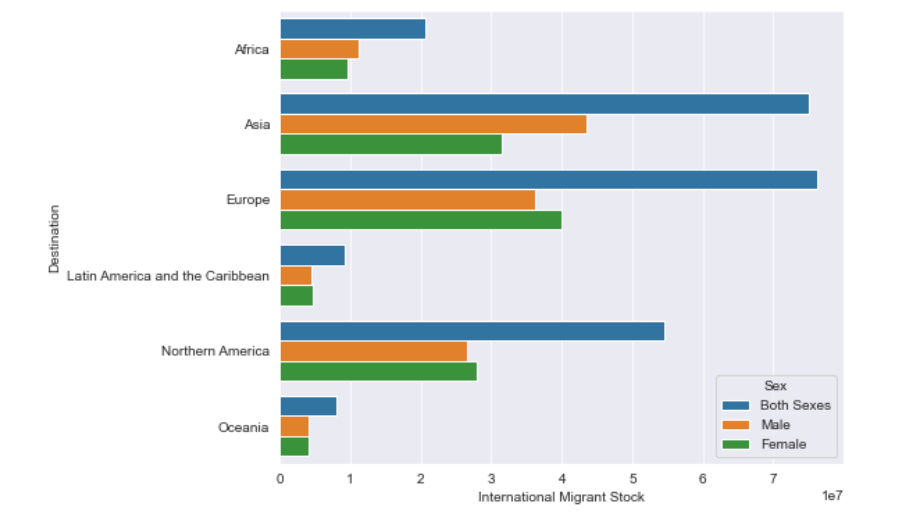 Africa
Asia
Europe
Latin America and the Caribbean
Northern America
Oceania
Destination
Sex
Both Sexes
Male
Female
0 1 2 3 4 5 6 7
1e7
International Migrant Stock